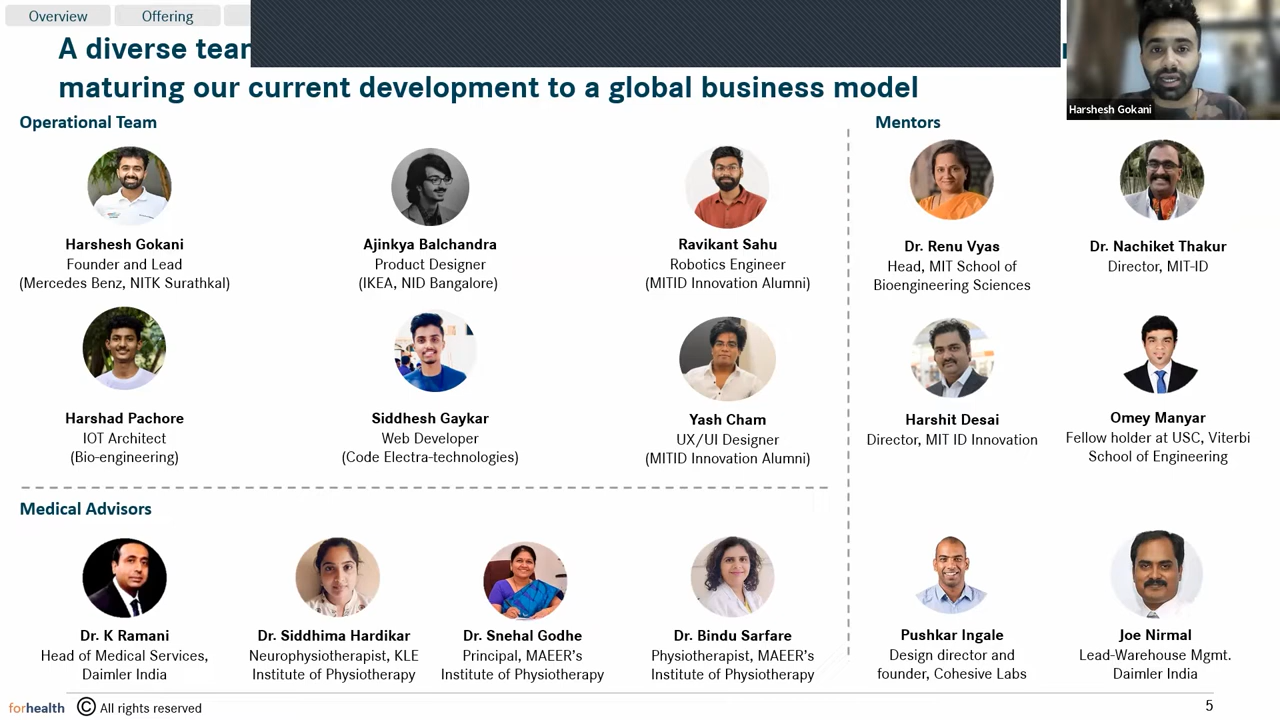 Overview
Offering
A diverse team
maturing our current development to a global business model
Harshesh Gokani
Operational Team
Harshesh Gokani
Founder and Lead
(Mercedes Benz, NITK Surathkal)
Ajinkya Balchandra
Product Designer
(IKEA, NID Bangalore)
Ravikant Sahu
Robotics Engineer
(MITID Innovation Alumni)
Harshad Pachore
IOT Architect
(Bio-engineering)
Siddhesh Gaykar
Web Developer
(Code Electra-technologies)
Yash Cham
UX/UI Designer
(MITID Innovation Alumni)
Mentors
Dr. Renu Vyas
Head, MIT School of
Bioengineering Sciences
Dr. Nachiket Thakur
Director, MIT-ID
Harshit Desai
Director, MIT ID Innovation
Omey Manyar
Fellow holder at USC, Viterbi
School of Engineering
Pushkar Ingale
Design director and
founder, Cohesive Labs
Joe Nirmal
Lead-Warehouse Mgmt.
Daimler India
Medical Advisors
Dr. K Ramani
Head of Medical Services,
Daimler India
Dr. Siddhima Hardikar
Neurophysiotherapist, KLE
Institute of Physiotherapy
Dr. Snehal Godhe
Principal, MAEER's
Institute of Physiotherapy
Dr. Bindu Sarfare
Physiotherapist, MAEER's
Institute of Physiotherapy
forhealth © All rights reserved
5